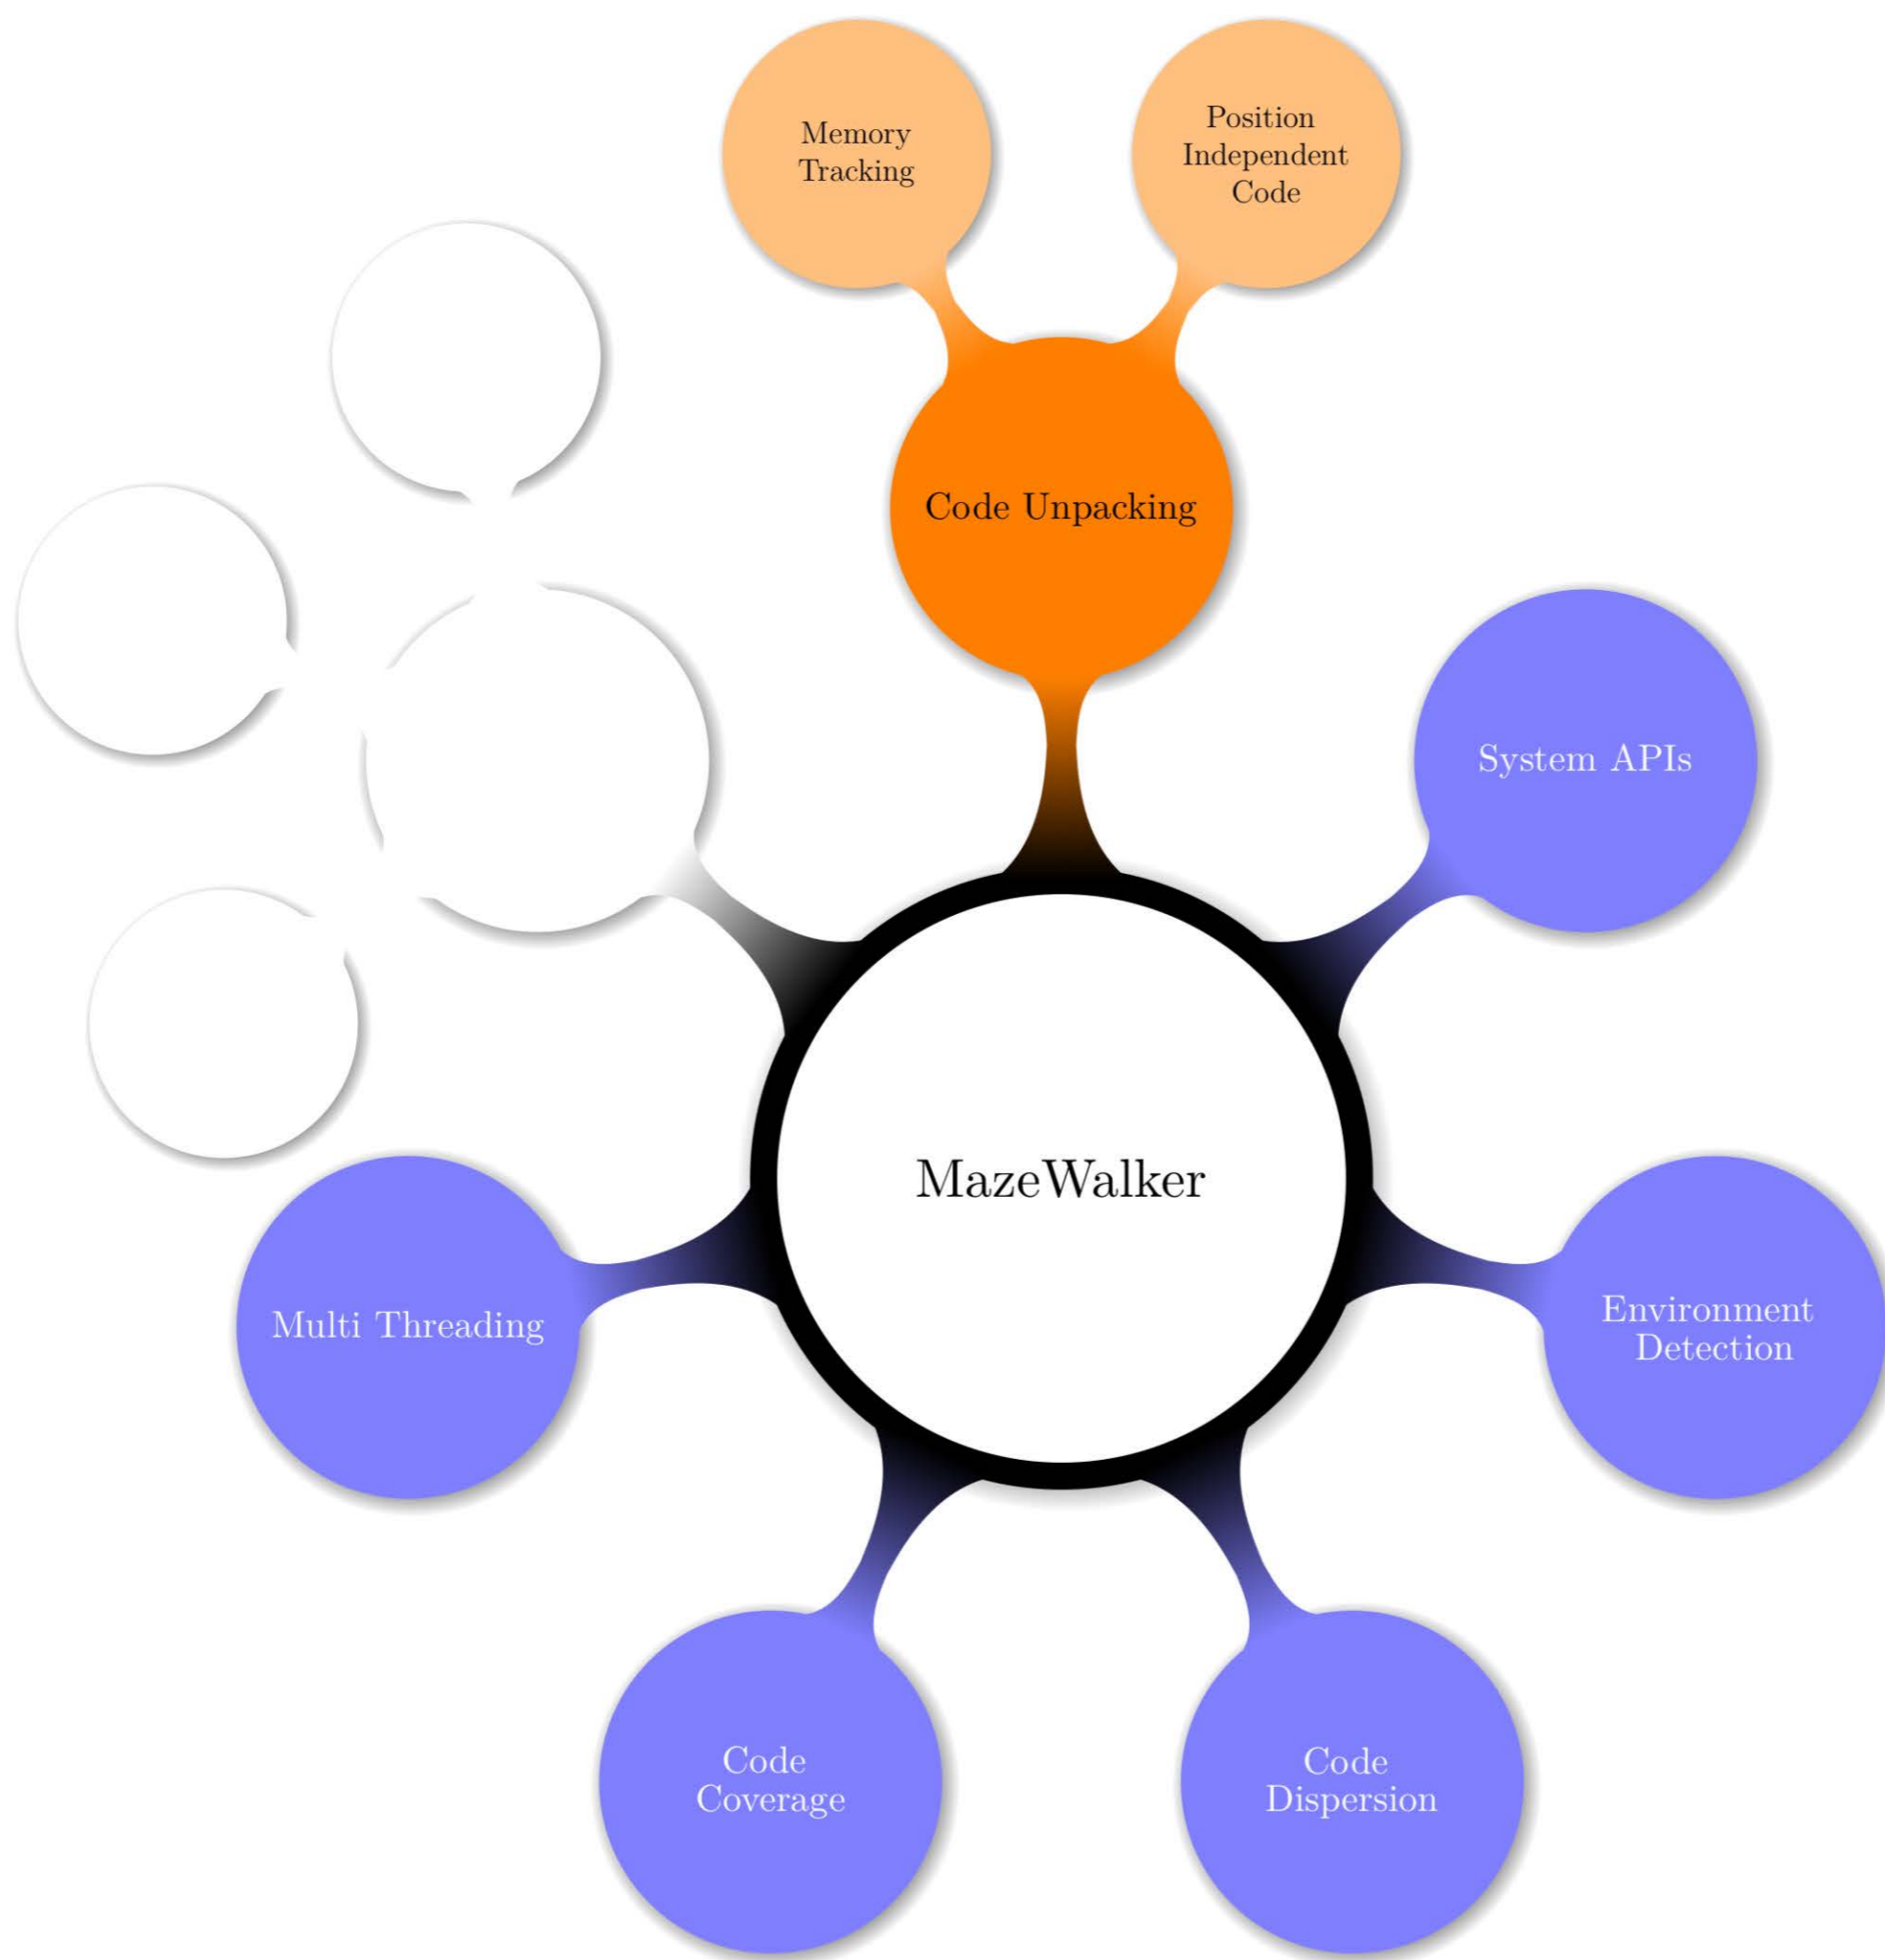 Memory
Tracking
Position
Independent
Code
Code Unpacking
System APIs
MazeWalker
Multi Threading
Environment
Detection
Code
Coverage
Code
Dispersion